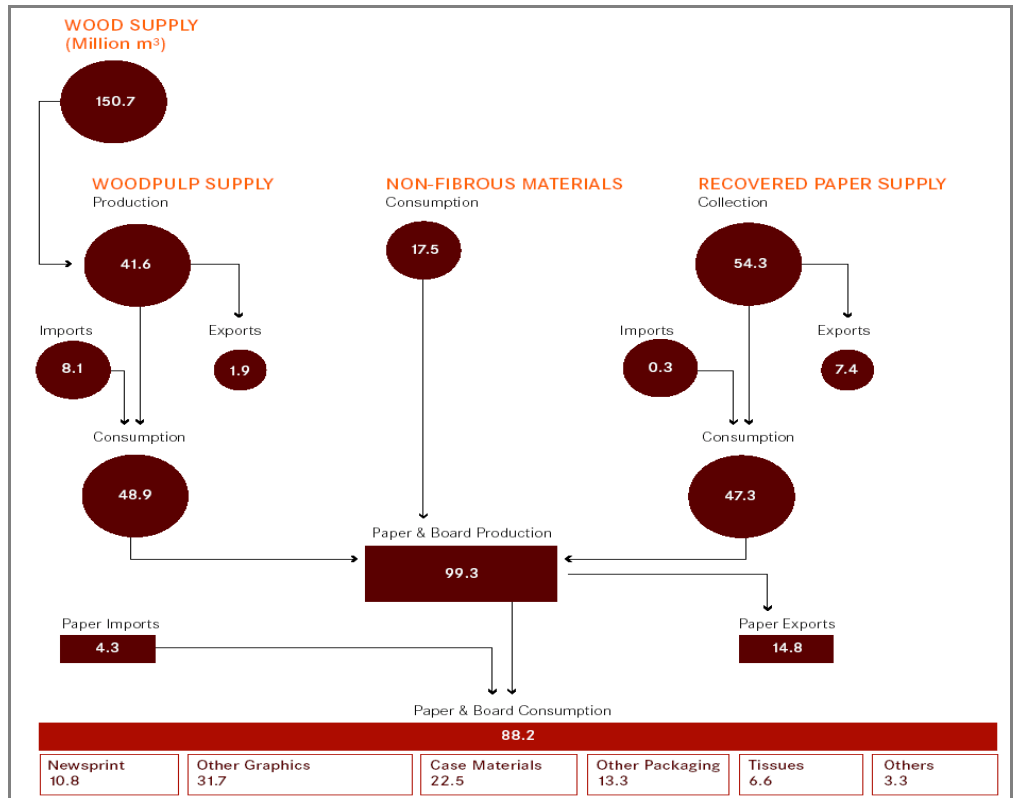 WOOD SUPPLY
(Million m³)
150.7
WOODPULP SUPPLY
Production
41.6
Imports
8.1
Exports
1.9
Consumption
48.9
NON-FIBROUS MATERIALS
Consumption
17.5
RECOVERED PAPER SUPPLY
Collection
54.3
Imports
0.3
Exports
7.4
Consumption
47.3
Paper & Board Production
99.3
Paper Imports
4.3
Paper Exports
14.8
Paper & Board Consumption
88.2
Newsprint
10.8
Other Graphics
31.7
Case Materials
22.5
Other Packaging
13.3
Tissues
6.6
Others
3.3